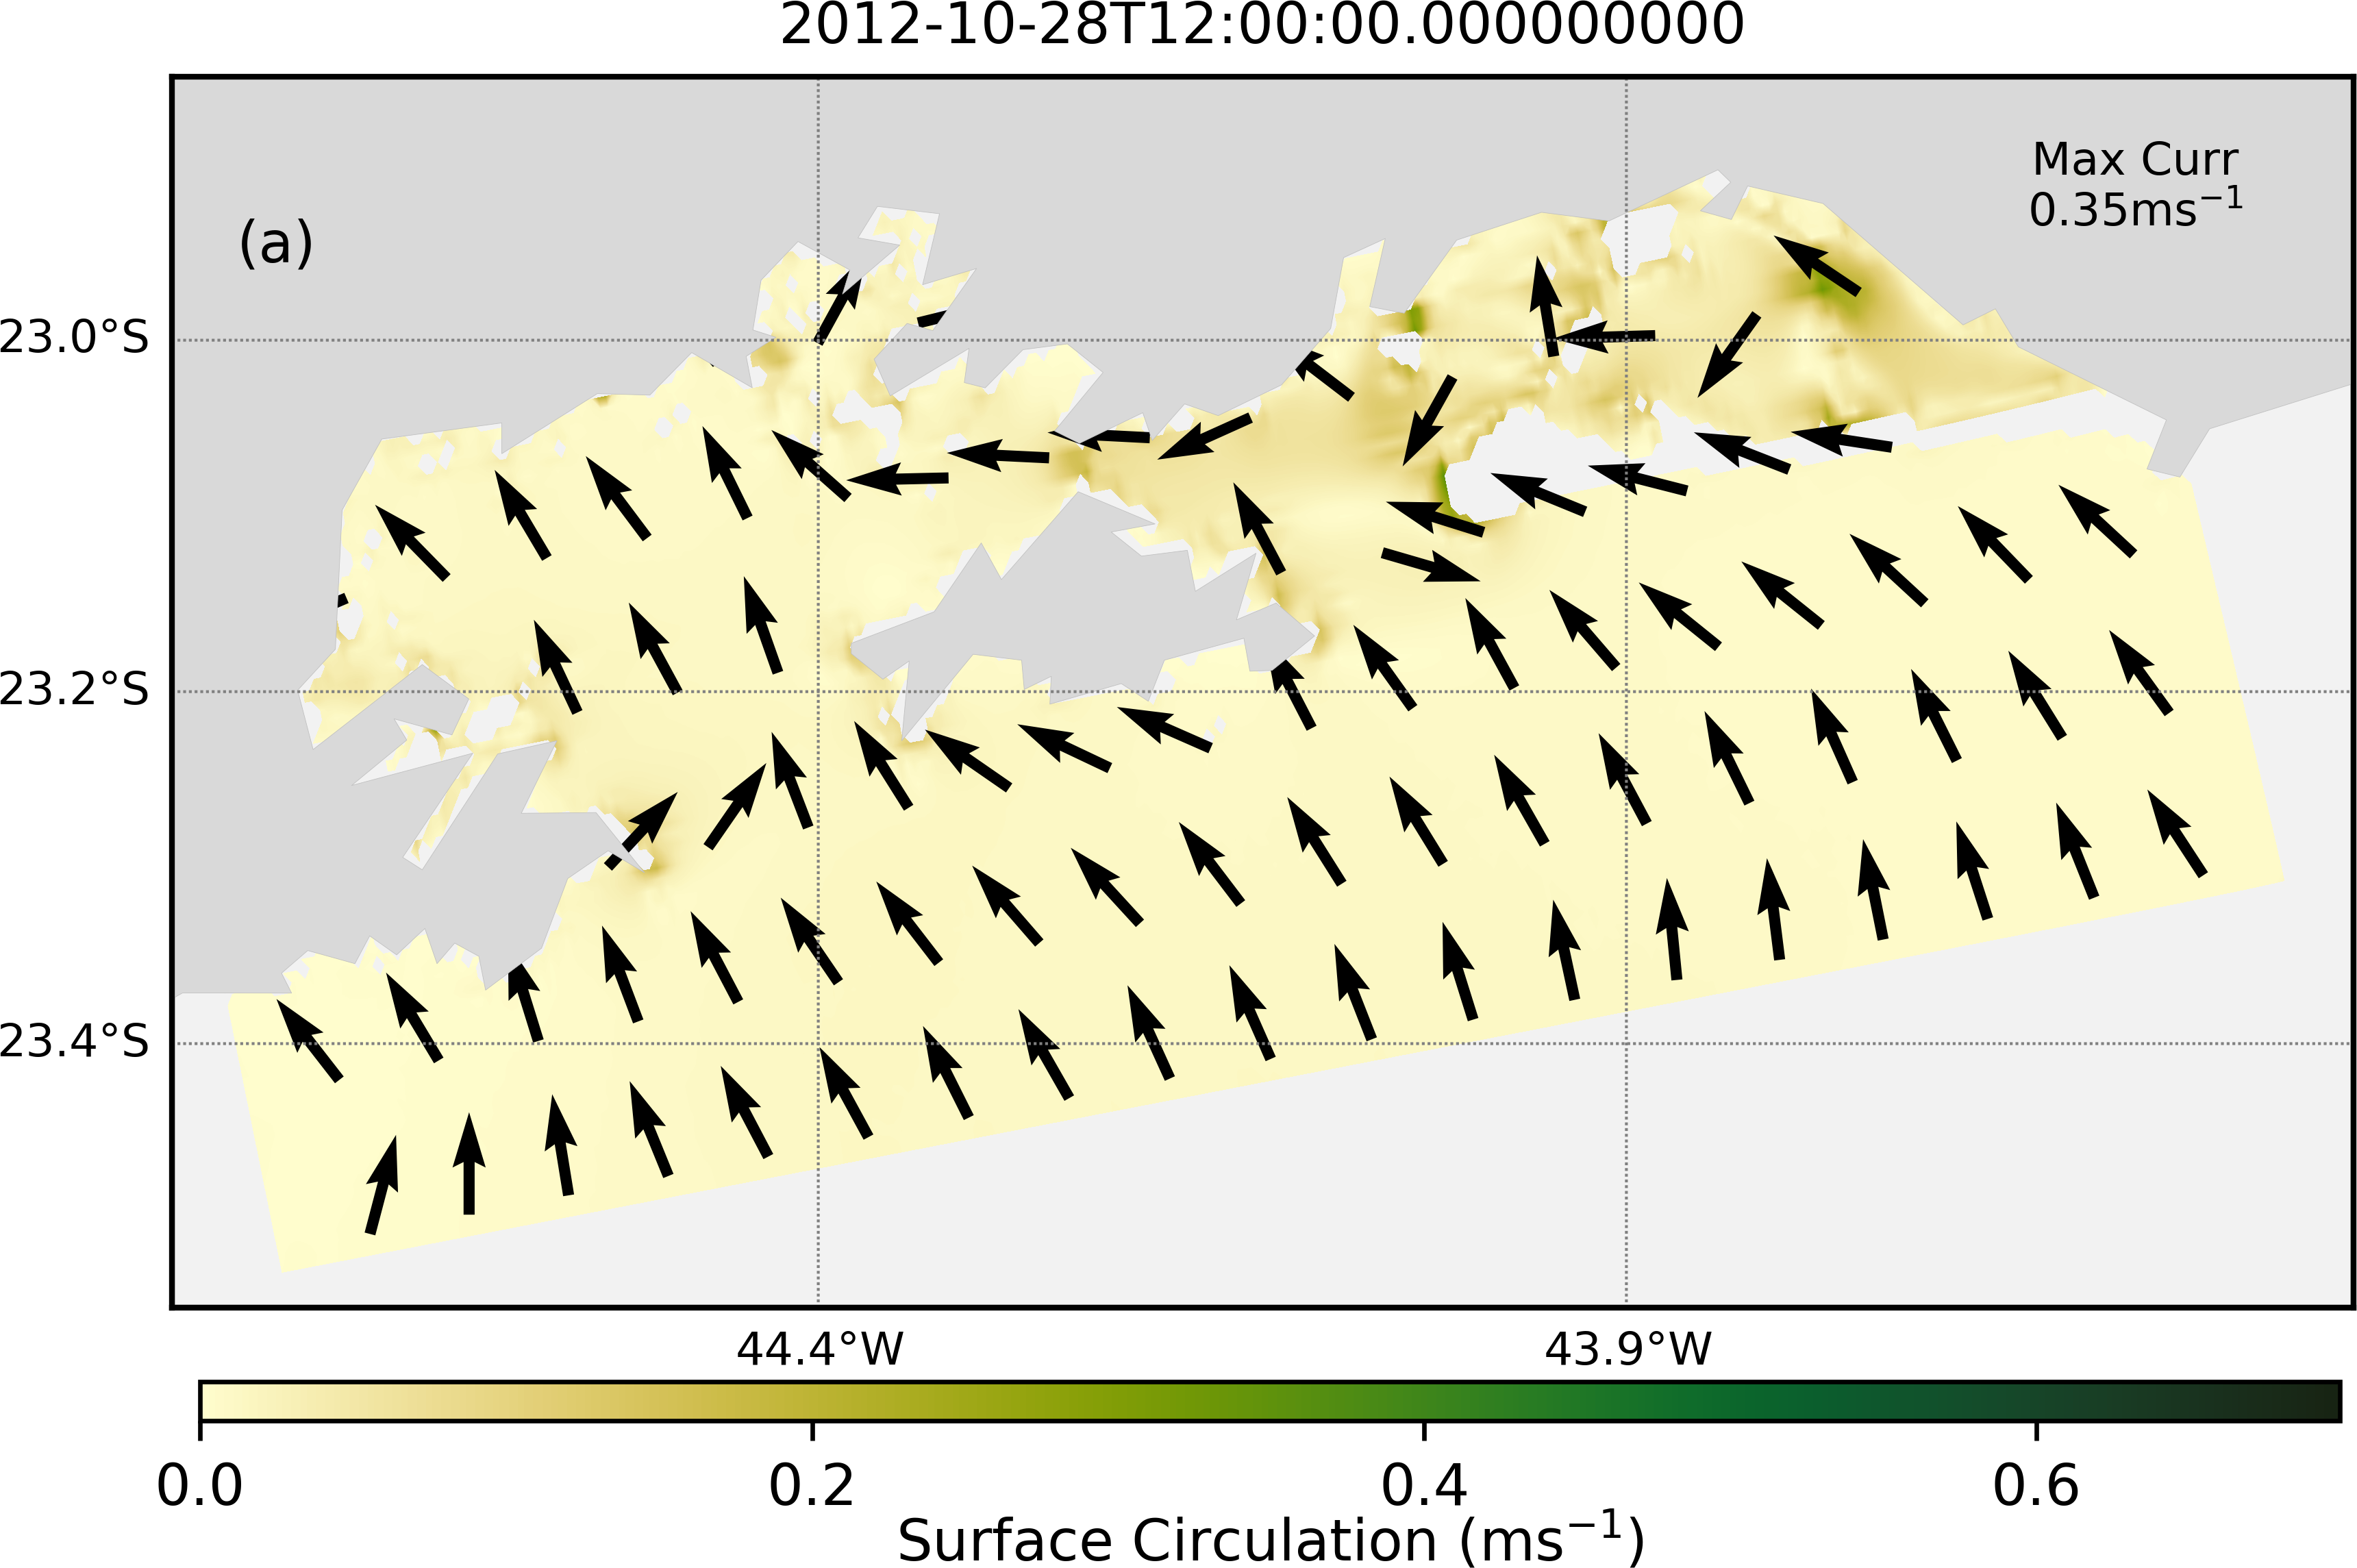 2012-10-28T12:00:00.000000000
Max Curr
0.35ms⁻¹
(a)
23.0°S
23.2°S
23.4°S
44.4°W 43.9°W
0.0 0.2 0.4 0.6
Surface Circulation (ms⁻¹)